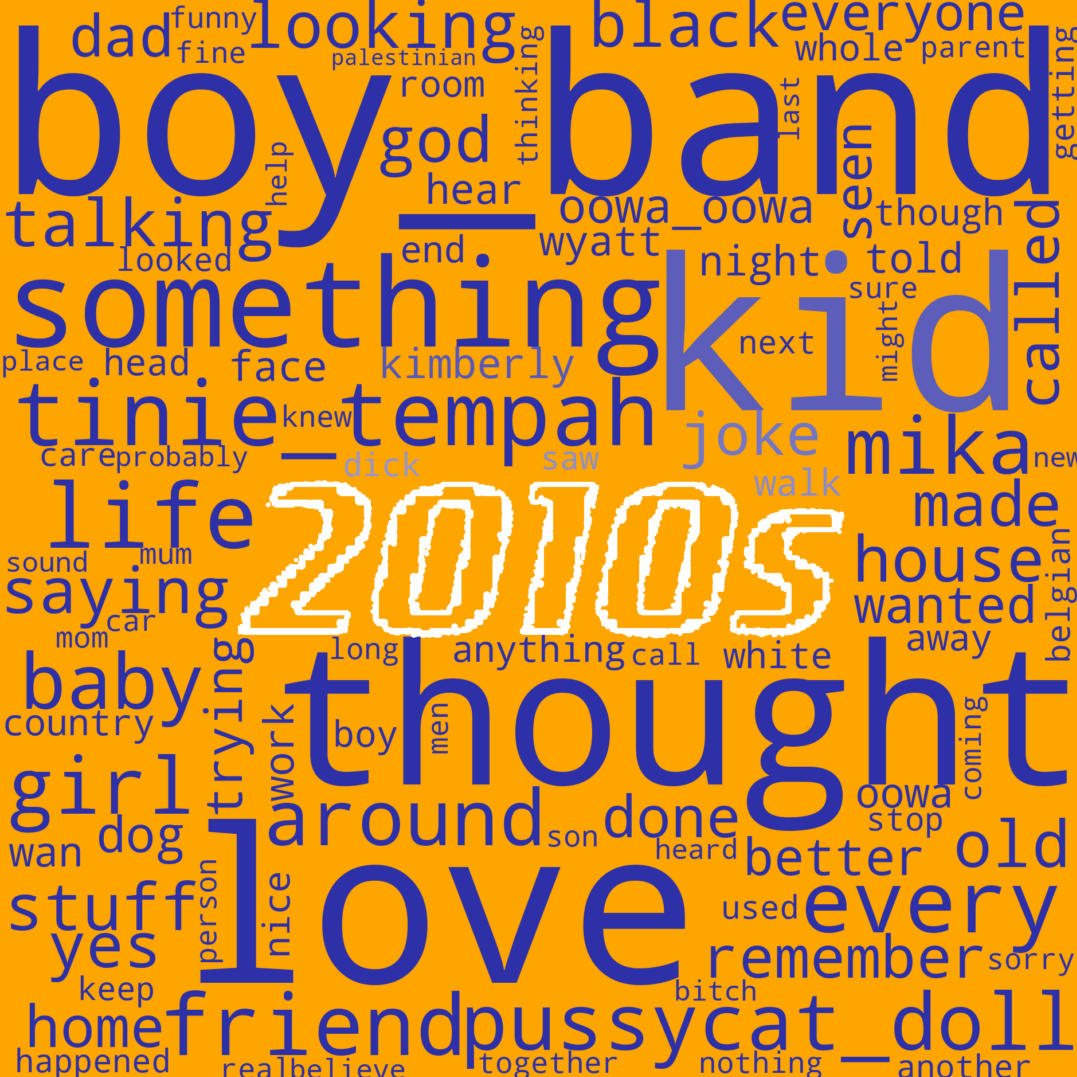 dad funny looking black everyone
fine palestinian whole parent
boy_band
room thinking last getting
god help seen
hear oowa_oowa though
talking wyatt called
looked end night told
something kid sure
place head face kimberly next might
tinie_tempah knew joke mika
care probably dick saw walk new
life 2010s made
sound mum house
saying wanted belgian
mom car away
long anything call white
baby trying thought
country work boy men coming
girl oowa
dog around son done stop
wan heard better old
love
stuff person nice used every
yes remember sorry
keep bitch
home friend pussycat_doll
happened real believe together nothing another